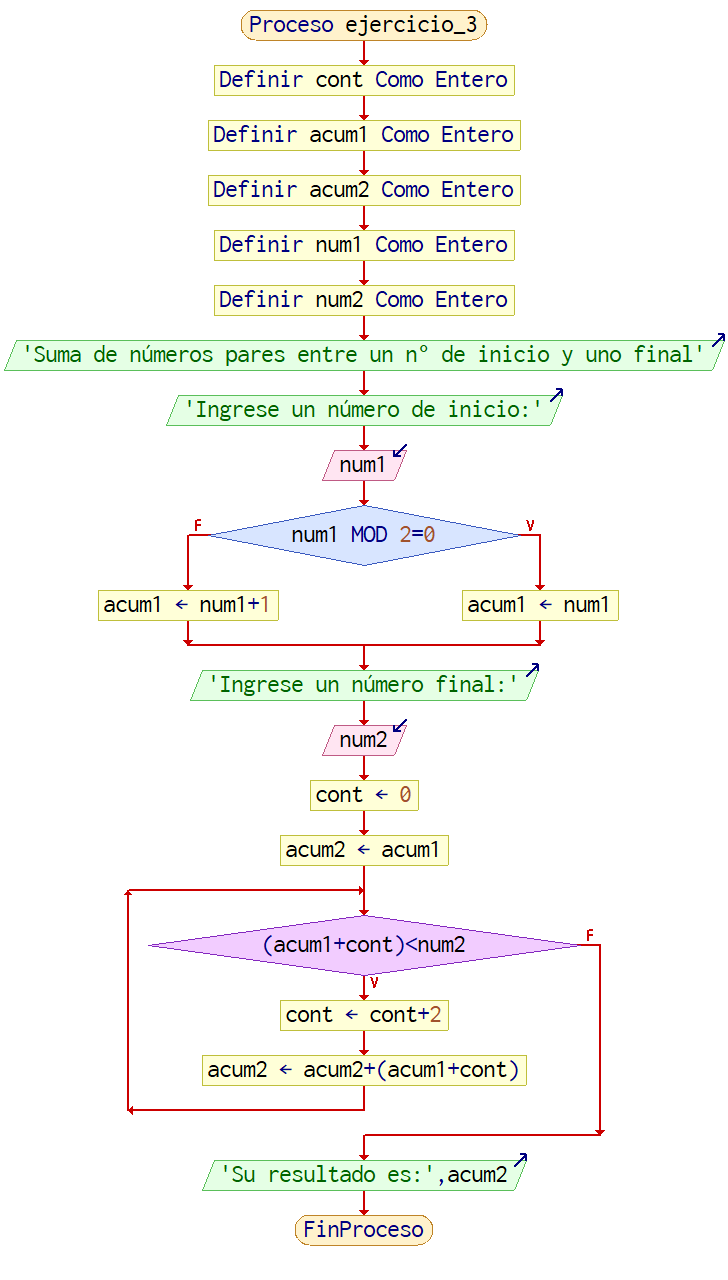 Proceso ejercicio_3
Definir cont Como Entero
Definir acum1 Como Entero
Definir acum2 Como Entero
Definir num1 Como Entero
Definir num2 Como Entero
'Suma de números pares entre un n° de inicio y uno final'
'Ingrese un número de inicio:'
num1
F
V
num1 MOD 2=0
acum1 ← num1+1
acum1 ← num1
'Ingrese un número final:'
num2
cont ← 0
acum2 ← acum1
(acum1+cont)<num2
F
V
cont ← cont+2
acum2 ← acum2+(acum1+cont)
'Su resultado es:',acum2
FinProceso